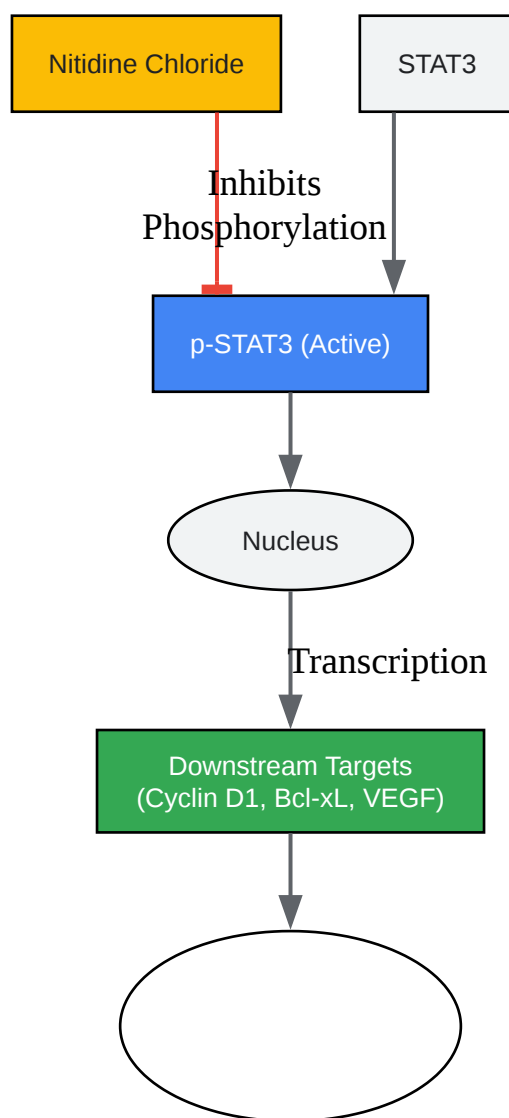 Nitidine Chloride
STAT3
Inhibits
Phosphorylation
p-STAT3 (Active)
Nucleus
Transcription
Downstream Targets
(Cyclin D1, Bcl-xL, VEGF)